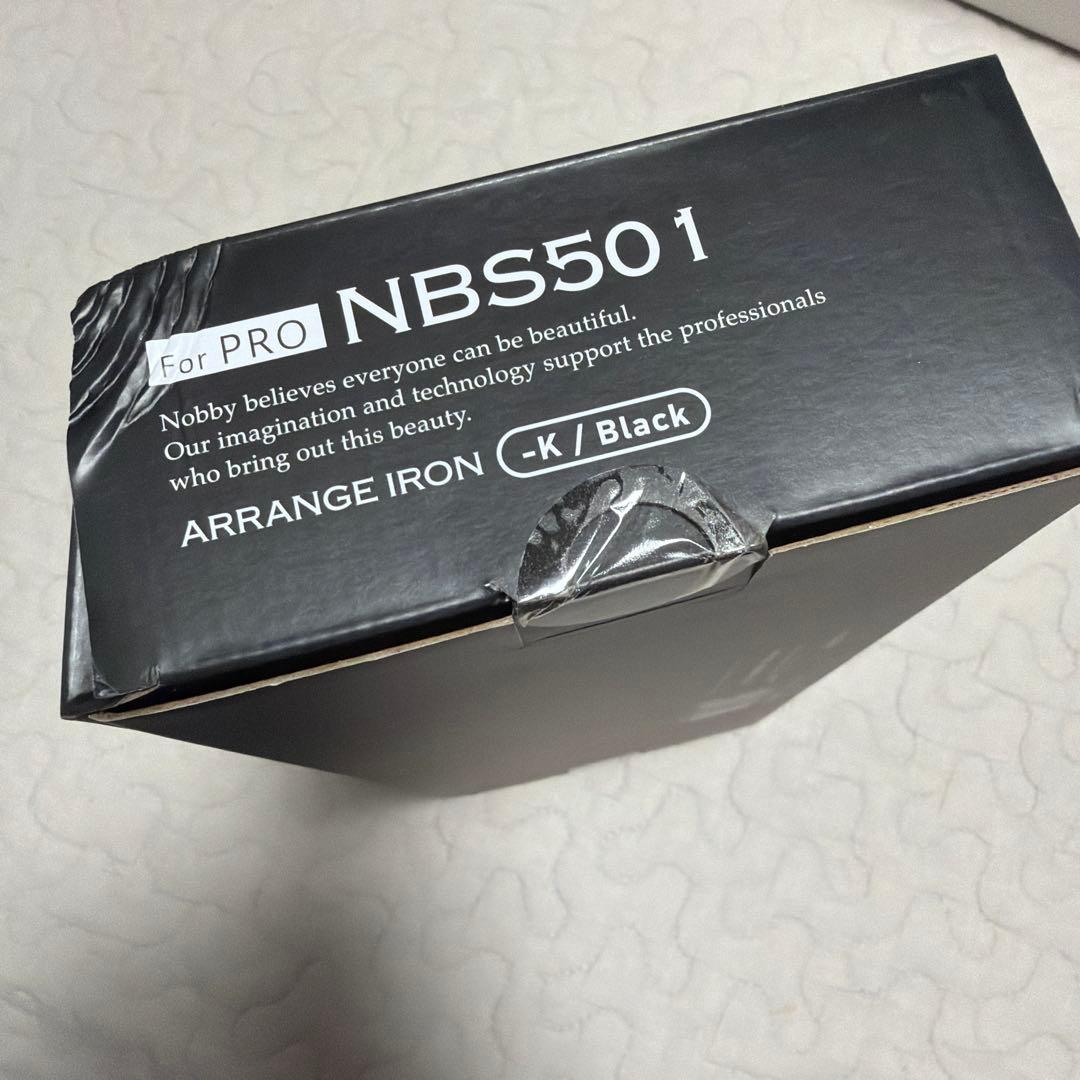 For PRO NBS501
Nobby believes everyone can be beautiful.
Our imagination and technology support the professionals
who bring out this beauty.
ARRANGE IRON -K / Black